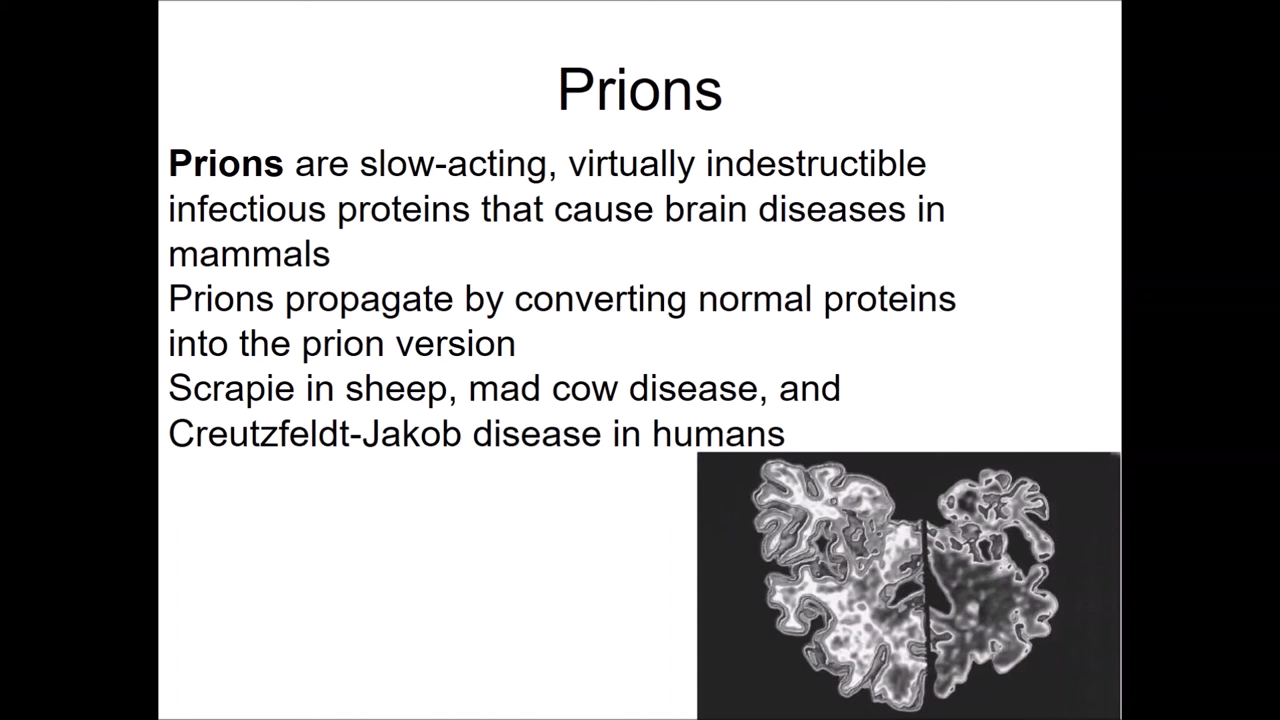 Prions
Prions are slow-acting, virtually indestructible
infectious proteins that cause brain diseases in
mammals
Prions propagate by converting normal proteins
into the prion version
Scrapie in sheep, mad cow disease, and
Creutzfeldt-Jakob disease in humans